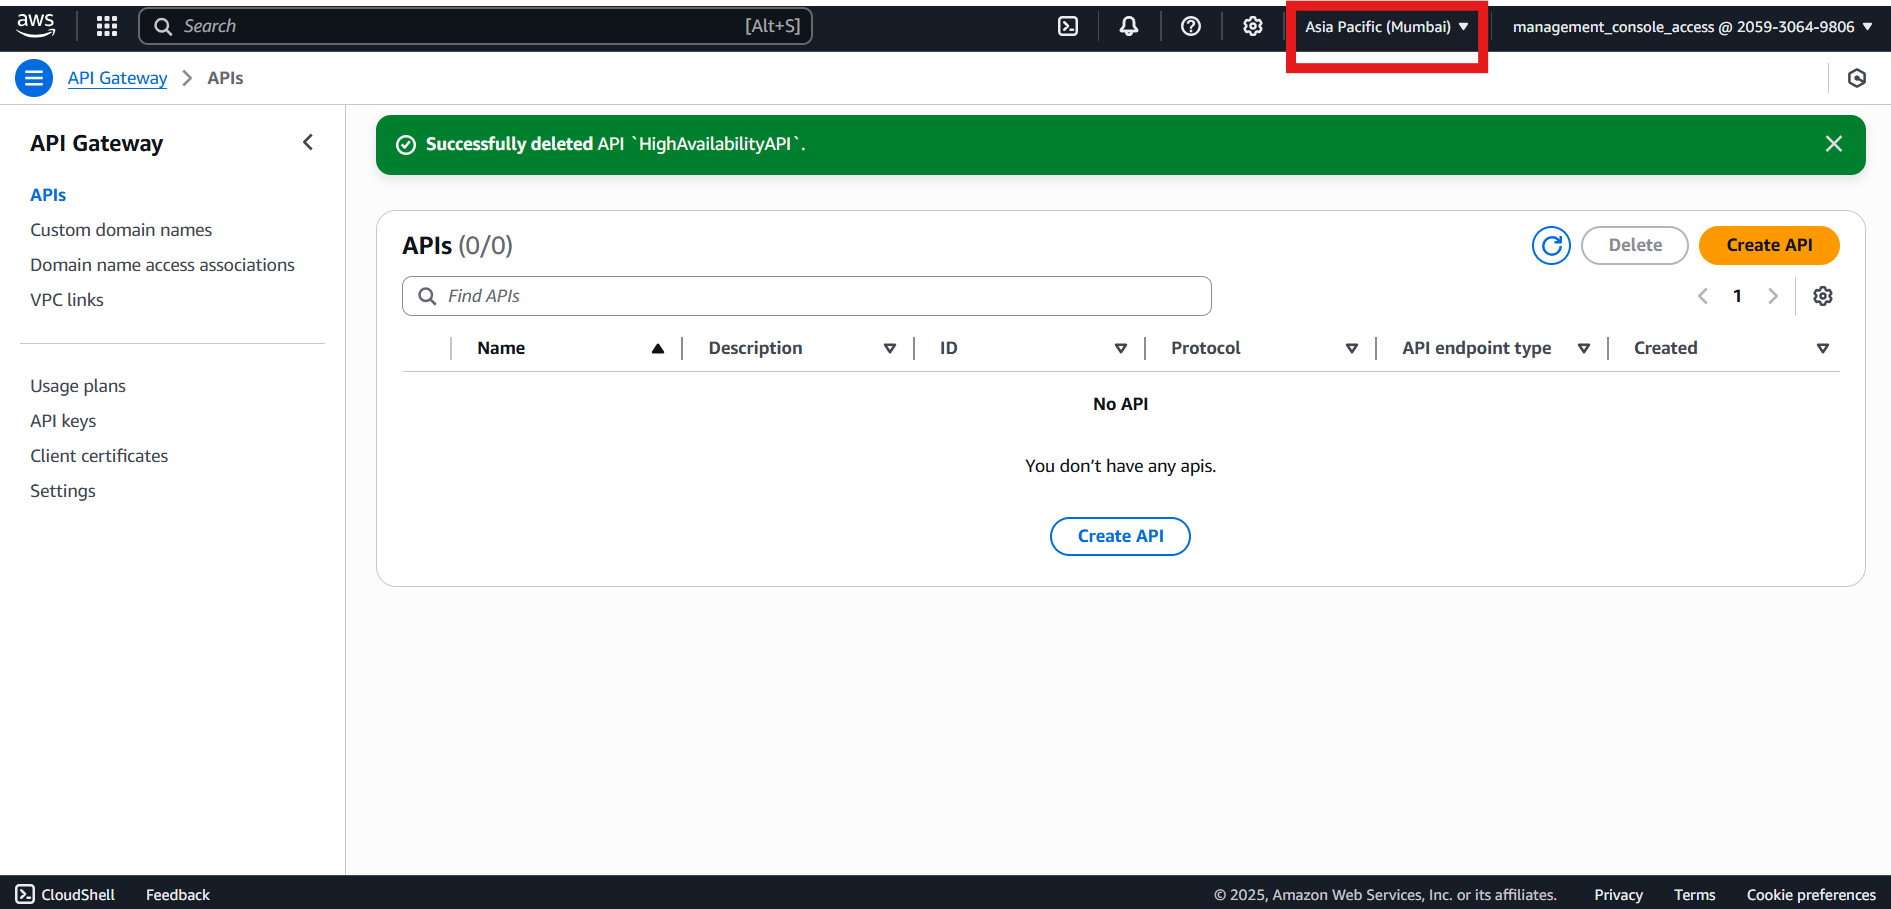 aws
Search [Alt+S]
Asia Pacific (Mumbai)
management_console_access @ 2059-3064-9806
API Gateway APIs
API Gateway
APIs
Custom domain names
Domain name access associations
VPC links
Usage plans
API keys
Client certificates
Settings
Successfully deleted API `HighAvailabilityAPI`.
APIs (0/0)
Delete
Create API
Find APIs
1
Name Description ID Protocol API endpoint type Created
No API
You don't have any apis.
Create API
CloudShell Feedback
© 2025, Amazon Web Services, Inc. or its affiliates. Privacy Terms Cookie preferences